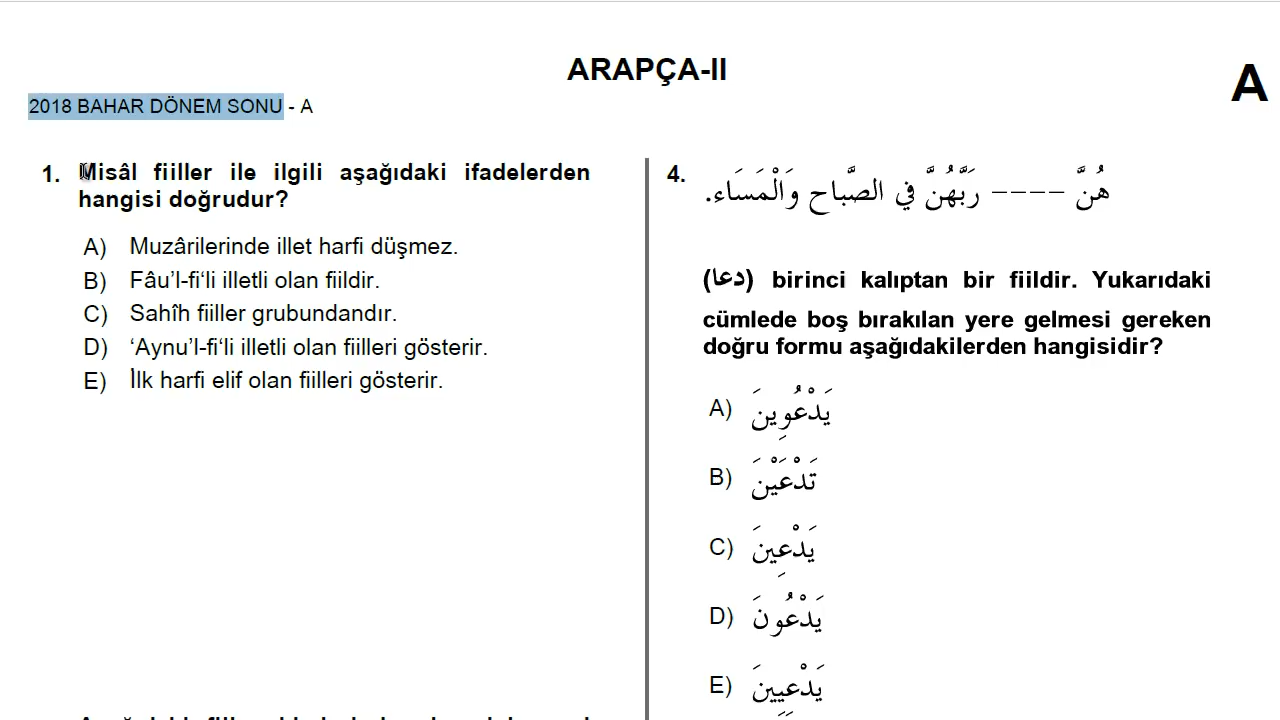 ARAPÇA-II
A
2018 BAHAR DÖNEM SONU - A
1. Misâl fiiller ile ilgili aşağıdaki ifadelerden
hangisi doğrudur?
A) Muzârilerinde illet harfi düşmez.
B) Fâu’l-fi‘li illetli olan fiildir.
C) Sahîh fiiller grubundandır.
D) ‘Aynu’l-fi‘li illetli olan fiilleri gösterir.
E) İlk harfi elif olan fiilleri gösterir.
4. هُنَّ ---- رَبَّهُنَّ فِي الصَّبَاحِ وَالْمَسَاءِ.
(دعا) birinci kalıptan bir fiildir. Yukarıdaki
cümlede boş bırakılan yere gelmesi gereken
doğru formu aşağıdakilerden hangisidir?
A) يَدْعُوِينَ
B) تَدْعَيْنَ
C) يَدْعِينَ
D) يَدْعُونَ
E) يَدْعِيِينَ